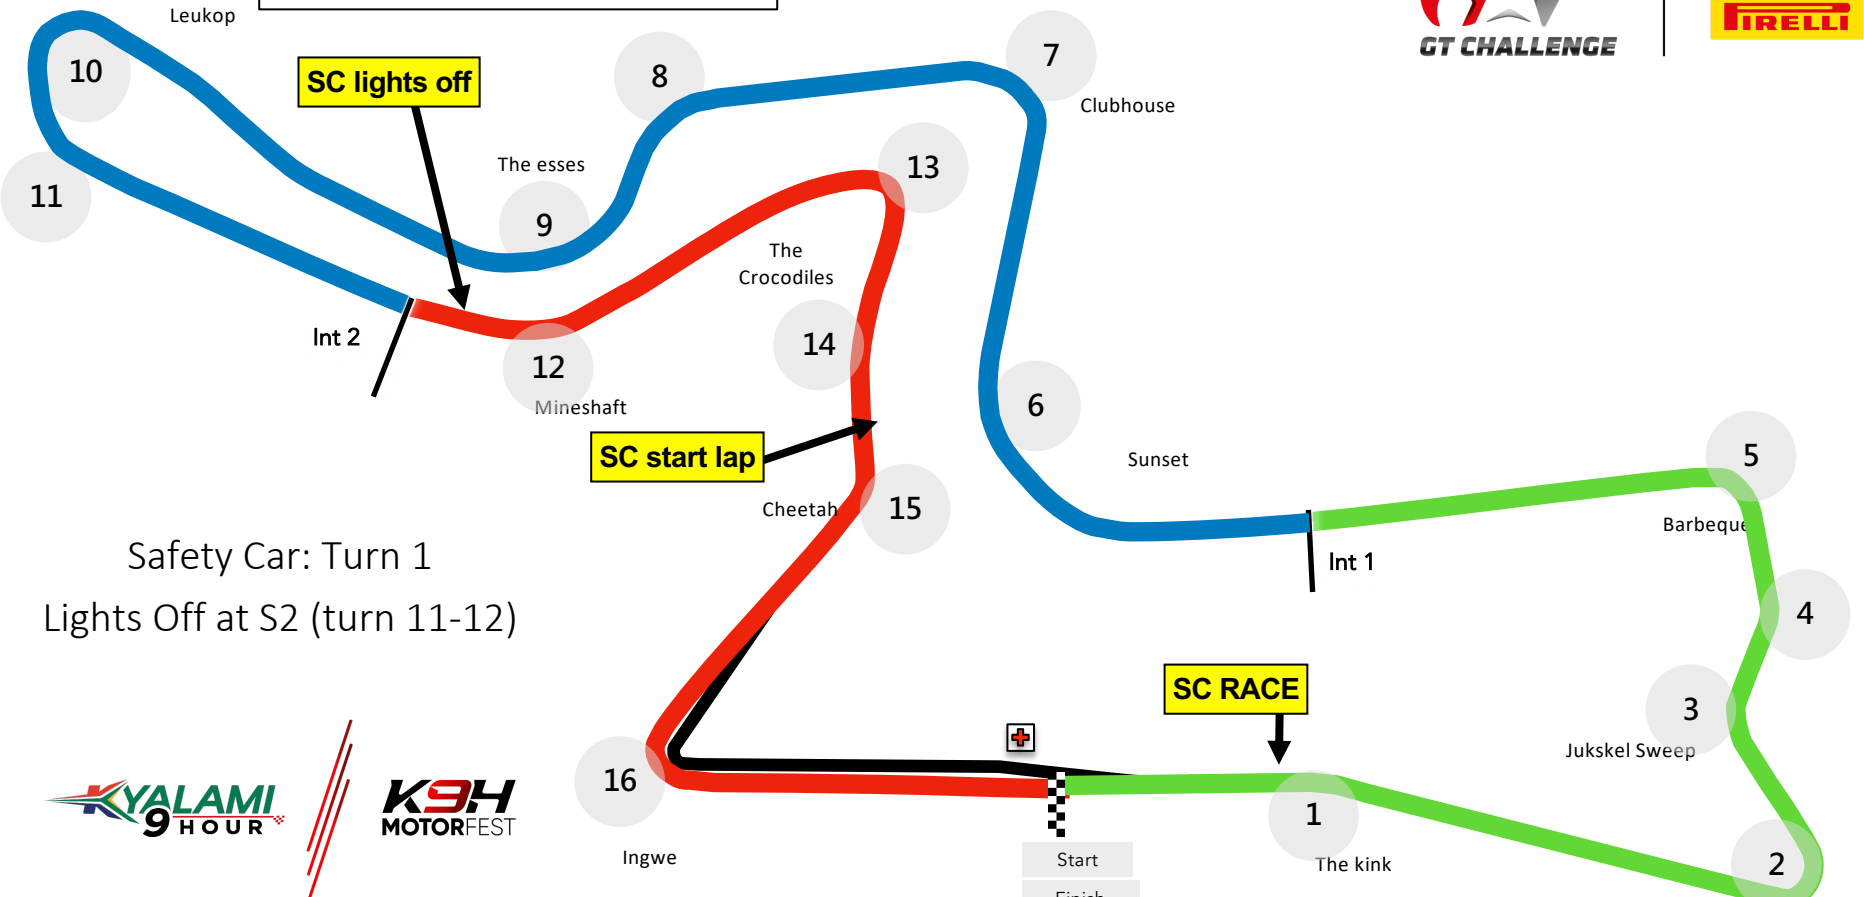 Leukop
GT CHALLENGE
PIRELLI
10
SC lights off
8
7
Clubhouse
The esses
13
11
9
The
Crocodiles
Int 2
14
12
Mineshaft
6
SC start lap
Sunset
5
Cheetah
15
Barbeque
Int 1
Safety Car: Turn 1
Lights Off at S2 (turn 11-12)
4
SC RACE
3
Jukskel Sweep
16
KYALAMI
9 HOUR
K9H
MOTORFEST
1
Ingwe
Start
The kink
2
Finish